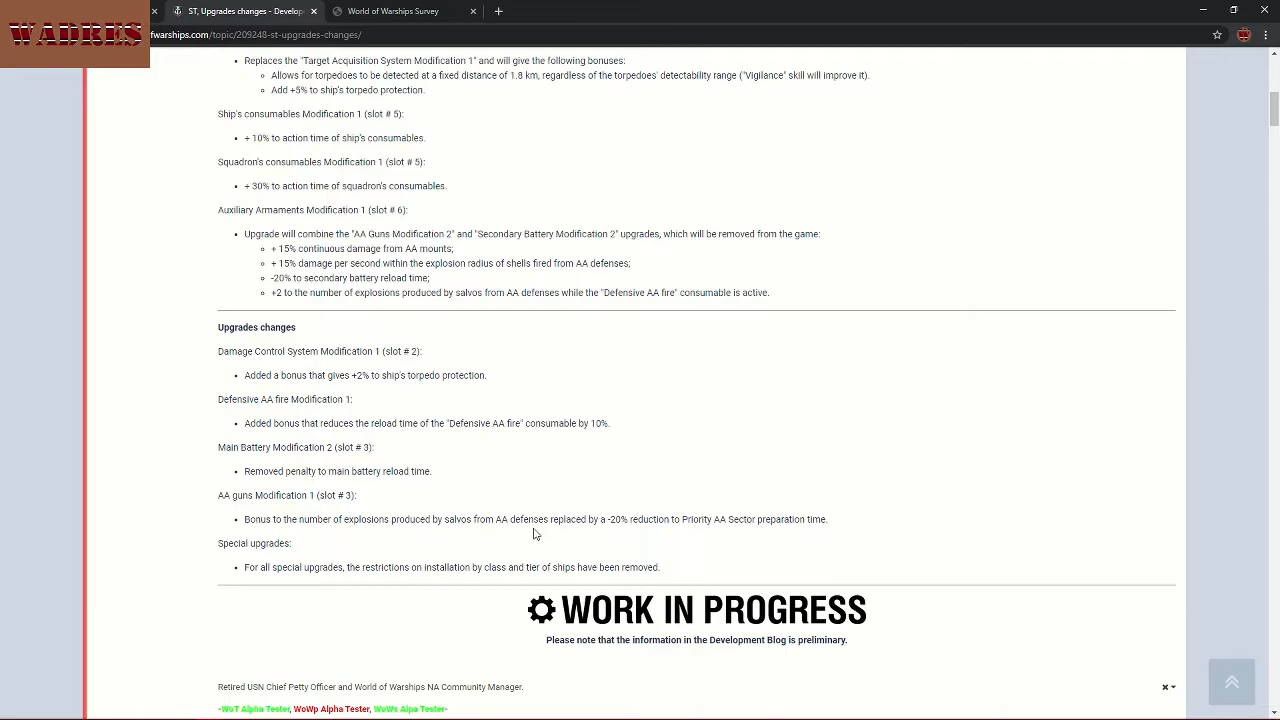 WADRES
ST, Upgrades changes - Develop
World of Warships Survey
fwarships.com/topic/209248-st-upgrades-changes/
Replaces the "Target Acquisition System Modification 1" and will give the following bonuses:
Allows for torpedoes to be detected at a fixed distance of 1.8 km, regardless of the torpedoes' detectability range ("Vigilance" skill will improve it).
Add +5% to ship's torpedo protection.
Ship's consumables Modification 1 (slot # 5):
+ 10% to action time of ship's consumables.
Squadron's consumables Modification 1 (slot # 5):
+ 30% to action time of squadron's consumables.
Auxiliary Armaments Modification 1 (slot # 6):
Upgrade will combine the "AA Guns Modification 2" and "Secondary Battery Modification 2" upgrades, which will be removed from the game:
+ 15% continuous damage from AA mounts;
+ 15% damage per second within the explosion radius of shells fired from AA defenses;
-20% to secondary battery reload time;
+2 to the number of explosions produced by salvos from AA defenses while the "Defensive AA fire" consumable is active.
Upgrades changes
Damage Control System Modification 1 (slot # 2):
Added a bonus that gives +2% to ship's torpedo protection.
Defensive AA fire Modification 1:
Added bonus that reduces the reload time of the "Defensive AA fire" consumable by 10%.
Main Battery Modification 2 (slot # 3):
Removed penalty to main battery reload time.
AA guns Modification 1 (slot # 3):
Bonus to the number of explosions produced by salvos from AA defenses replaced by a -20% reduction to Priority AA Sector preparation time.
Special upgrades:
For all special upgrades, the restrictions on installation by class and tier of ships have been removed.
WORK IN PROGRESS
Please note that the information in the Development Blog is preliminary.
Retired USN Chief Petty Officer and World of Warships NA Community Manager.
-WoT Alpha Tester, WoWp Alpha Tester, WoWs Alpa Tester-